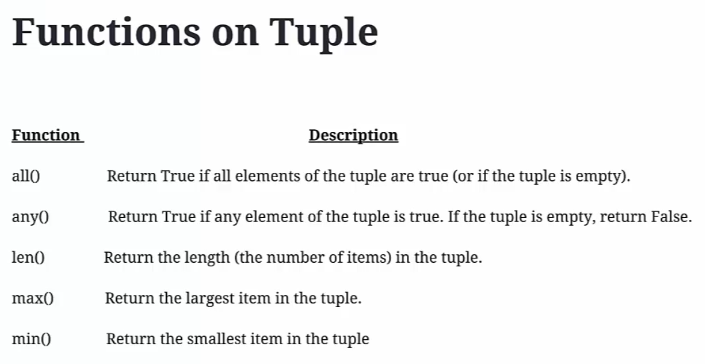 Functions on Tuple
Function Description
all() Return True if all elements of the tuple are true (or if the tuple is empty).
any() Return True if any element of the tuple is true. If the tuple is empty, return False.
len() Return the length (the number of items) in the tuple.
max() Return the largest item in the tuple.
min() Return the smallest item in the tuple